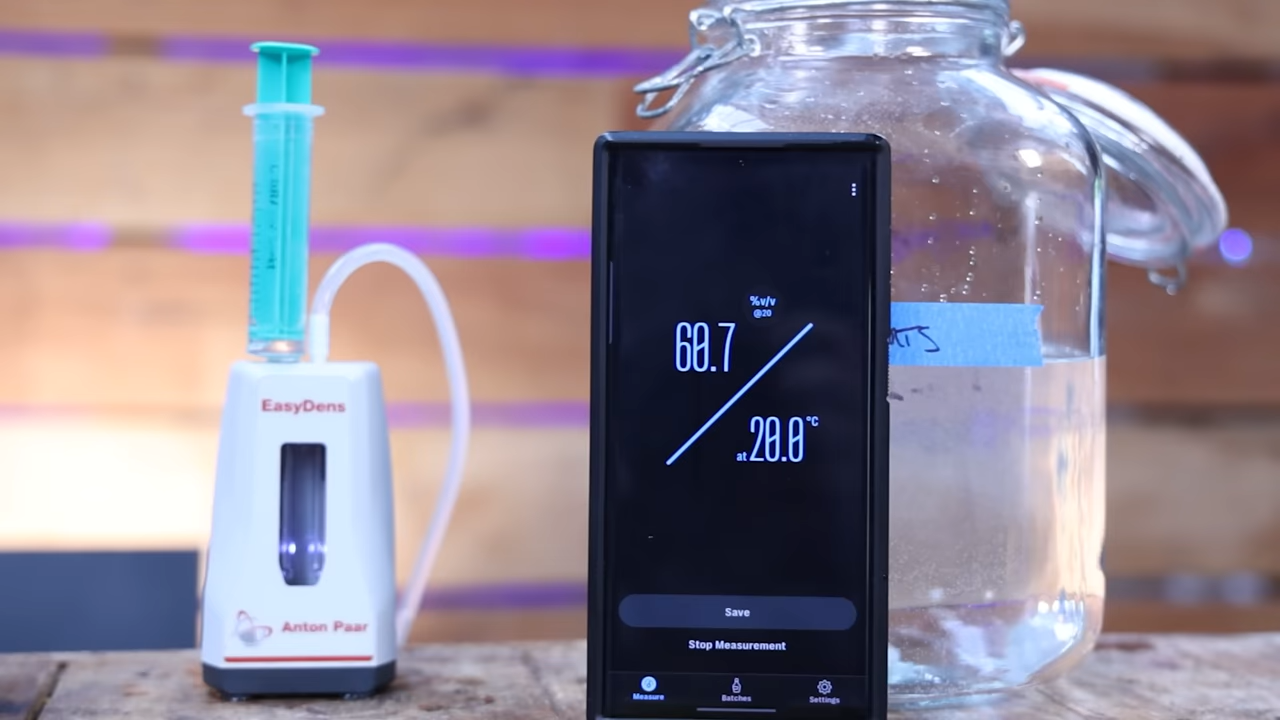 EasyDens
Anton Paar
%v/v
@20
60.7
at 20.0 °C
Save
Stop Measurement
Measure
Batches
Settings